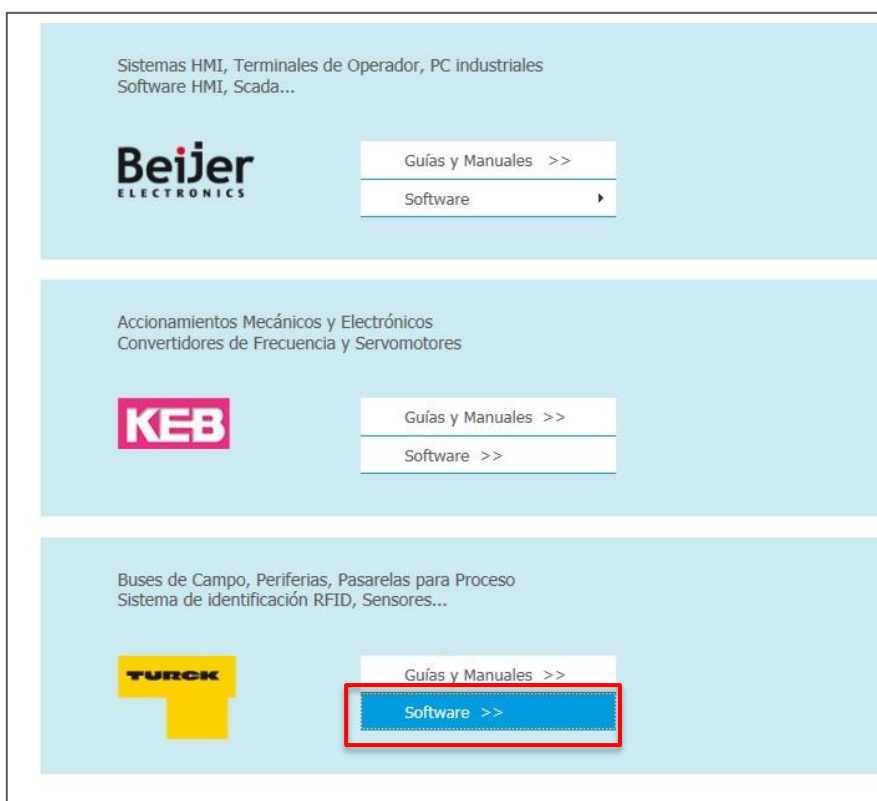 Sistemas HMI, Terminales de Operador, PC industriales
Software HMI, Scada...
Beijer
ELECTRONICS
Guías y Manuales >>
Software
Accionamientos Mecánicos y Electrónicos
Convertidores de Frecuencia y Servomotores
KEB
Guías y Manuales >>
Software >>
Buses de Campo, Periferias, Pasarelas para Proceso
Sistema de identificación RFID, Sensores...
TURCK
Guías y Manuales >>
Software >>